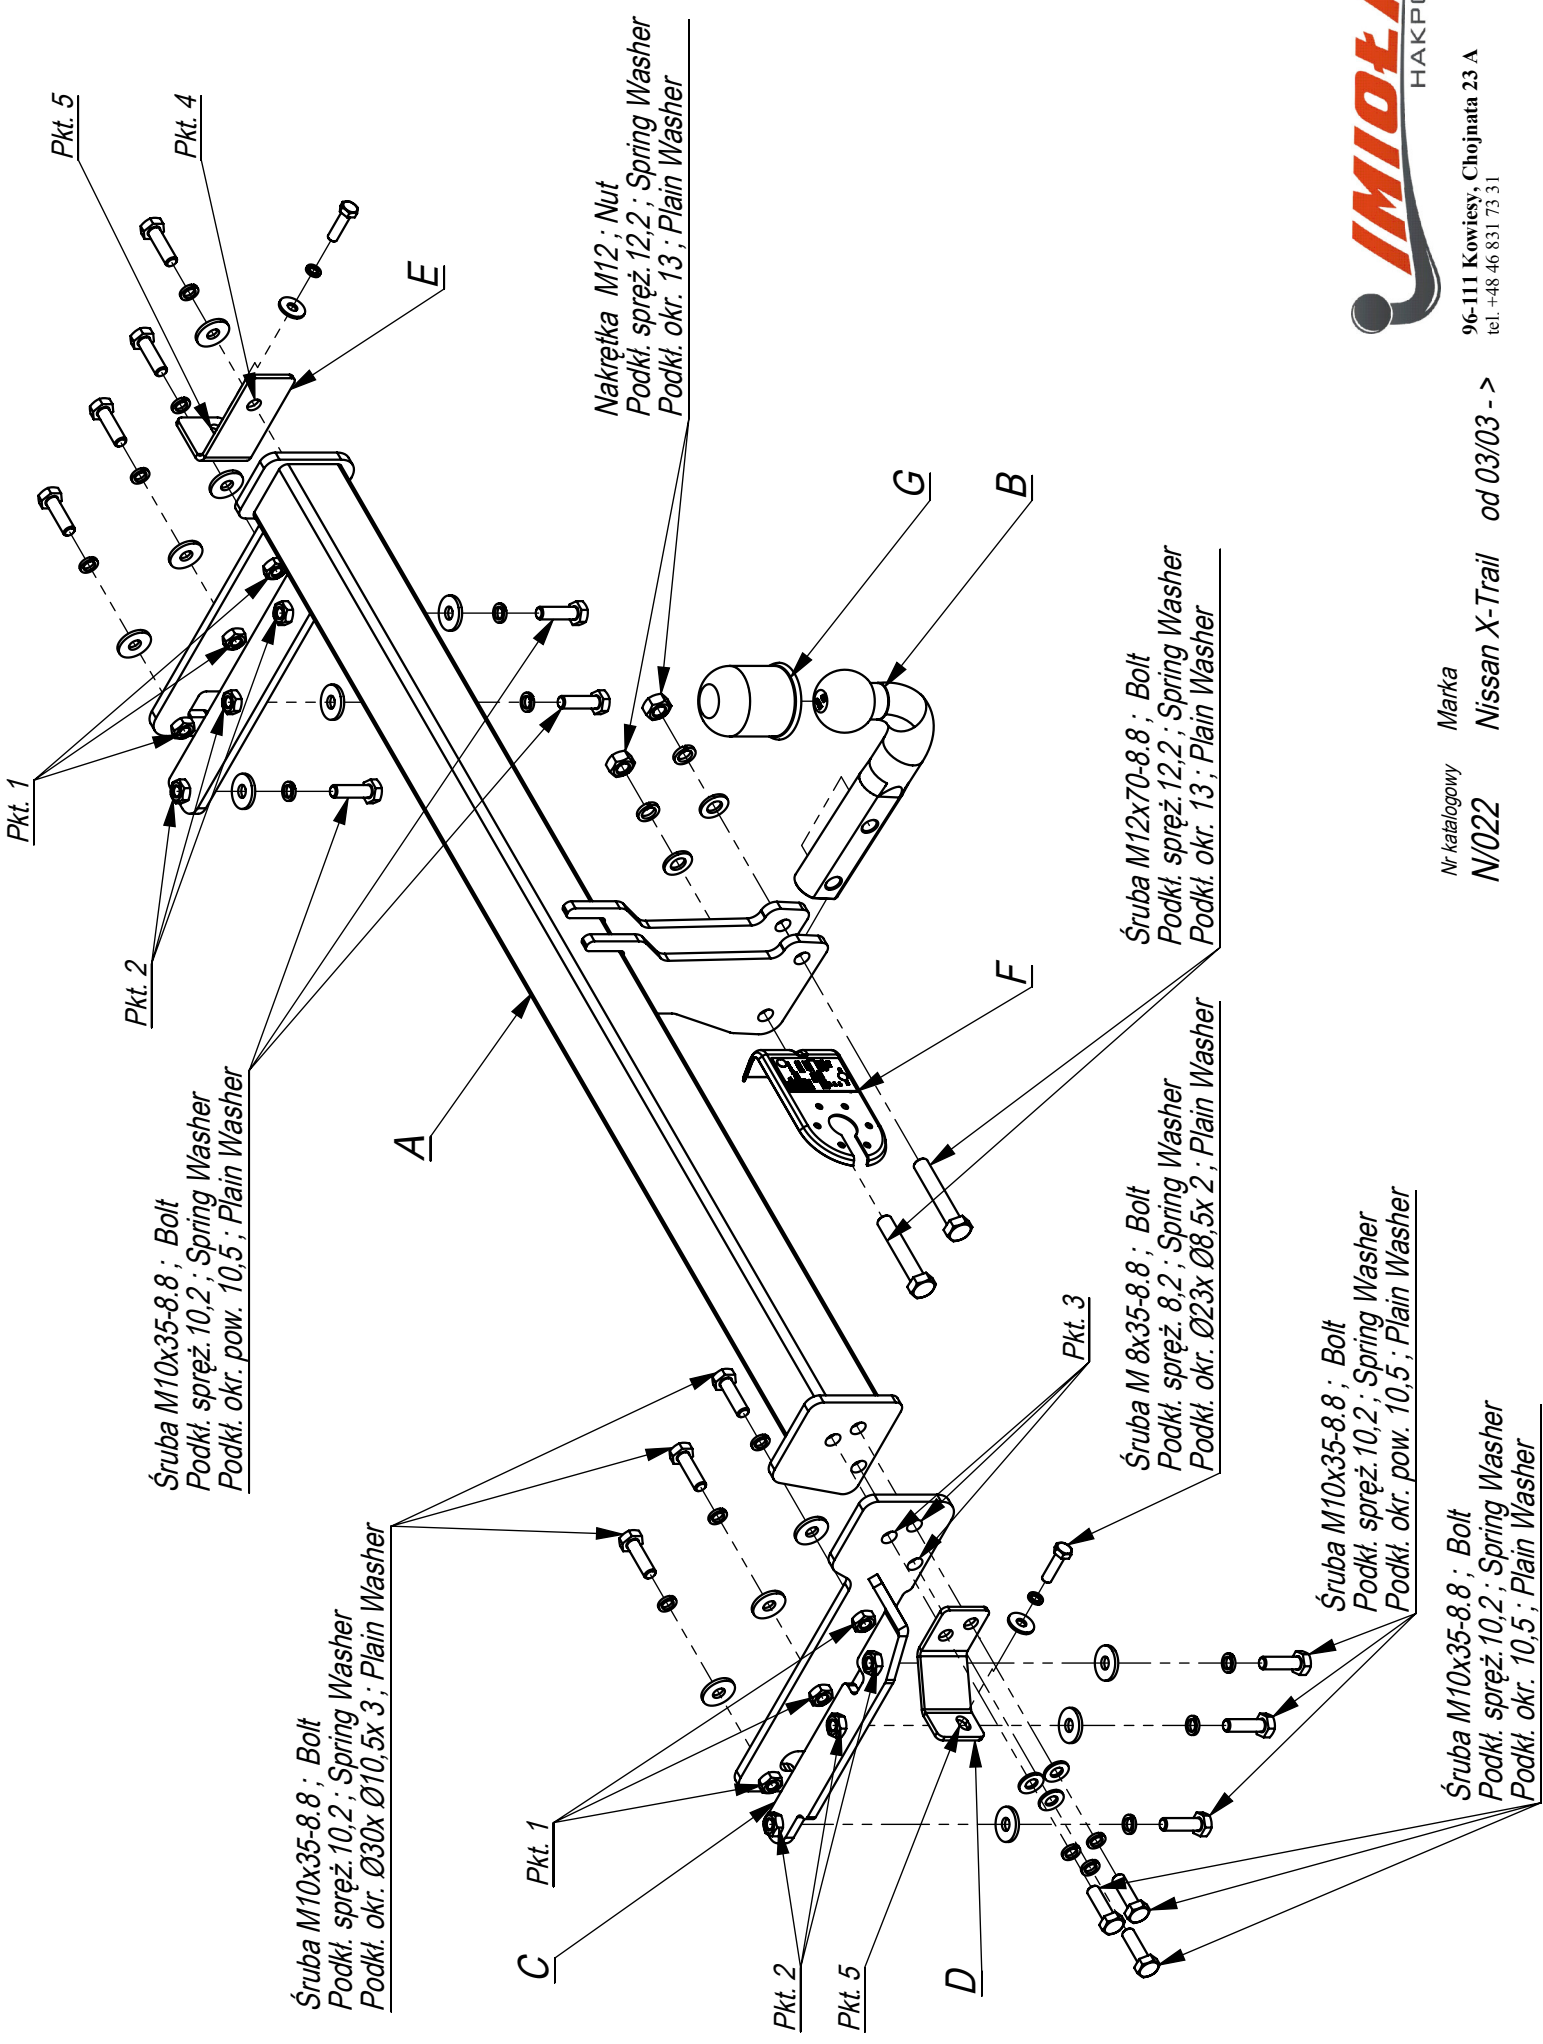 Pkt. 1
Pkt. 5
Pkt. 2
Pkt. 4
Śruba M10x35-8.8 ; Bolt
Podkł. spręż.10,2 ; Spring Washer
Podkł. okr. pow. 10,5 ; Plain Washer
E
A
Śruba M10x35-8.8 ; Bolt
Podkł. spręż.10,2 ; Spring Washer
Podkł. okr. Ø30x Ø10,5x 3 ; Plain Washer
Nakrętka M12 ; Nut
Podkł. spręż.12,2 ; Spring Washer
Podkł. okr. 13 ; Plain Washer
Pkt. 1
C
G
B
F
Pkt. 2
Pkt. 5
D
Pkt. 3
Śruba M12x70-8.8 ; Bolt
Podkł. spręż.12,2 ; Spring Washer
Podkł. okr. 13 ; Plain Washer
Śruba M 8x35-8.8 ; Bolt
Podkł. spręż. 8,2 ; Spring Washer
Podkł. okr. Ø23x Ø8,5x 2 ; Plain Washer
Śruba M10x35-8.8 ; Bolt
Podkł. spręż.10,2 ; Spring Washer
Podkł. okr. pow. 10,5 ; Plain Washer
Śruba M10x35-8.8 ; Bolt
Podkł. spręż.10,2 ; Spring Washer
Podkł. okr. 10,5 ; Plain Washer
Nr katalogowy Marka
N/022 Nissan X-Trail od 03/03 - >
IMIOŁA
HAKP
96-111 Kowiesy, Chojnata 23 A
tel. +48 46 831 73 31